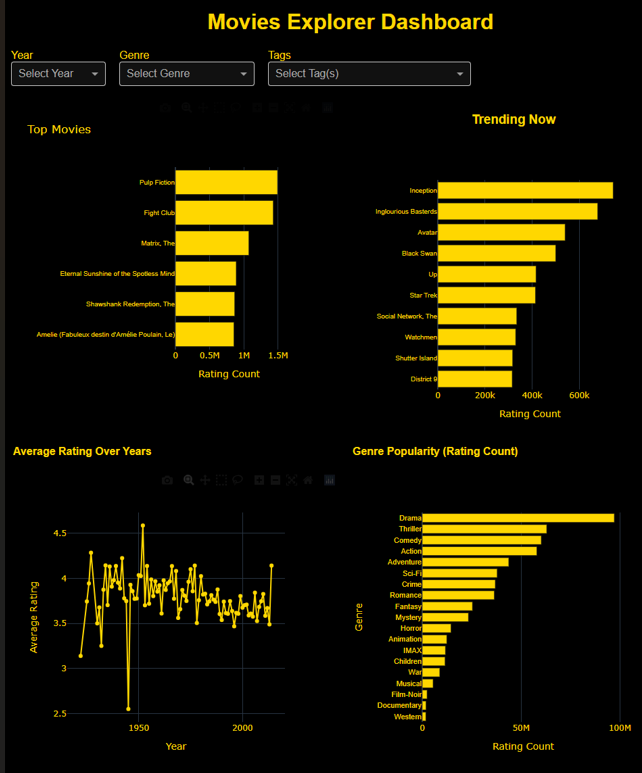 Movies Explorer Dashboard
Year
Genre
Tags
Select Year
Select Genre
Select Tag(s)
Top Movies
Pulp Fiction
Fight Club
Matrix, The
Eternal Sunshine of the Spotless Mind
Shawshank Redemption, The
Amelie (Fabuleux destin d'Amélie Poulain, Le)
0 0.5M 1M 1.5M
Rating Count
Trending Now
Inception
Inglourious Basterds
Avatar
Black Swan
Up
Star Trek
Social Network, The
Watchmen
Shutter Island
District 9
0 200k 400k 600k
Rating Count
Average Rating Over Years
4.5
4
3.5
3
2.5
Average Rating
1950 2000
Year
Genre Popularity (Rating Count)
Drama
Thriller
Comedy
Action
Adventure
Sci-Fi
Crime
Romance
Fantasy
Mystery
Horror
Animation
IMAX
Children
War
Musical
Film-Noir
Documentary
Western
Genre
0 50M 100M
Rating Count